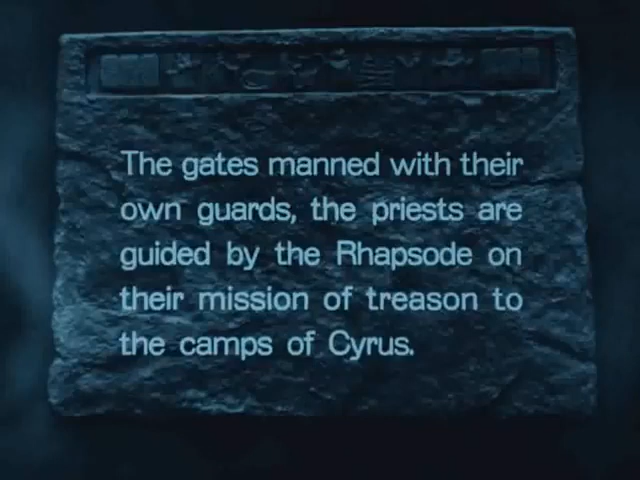 The gates manned with their
own guards, the priests are
guided by the Rhapsode on
their mission of treason to
the camps of Cyrus.